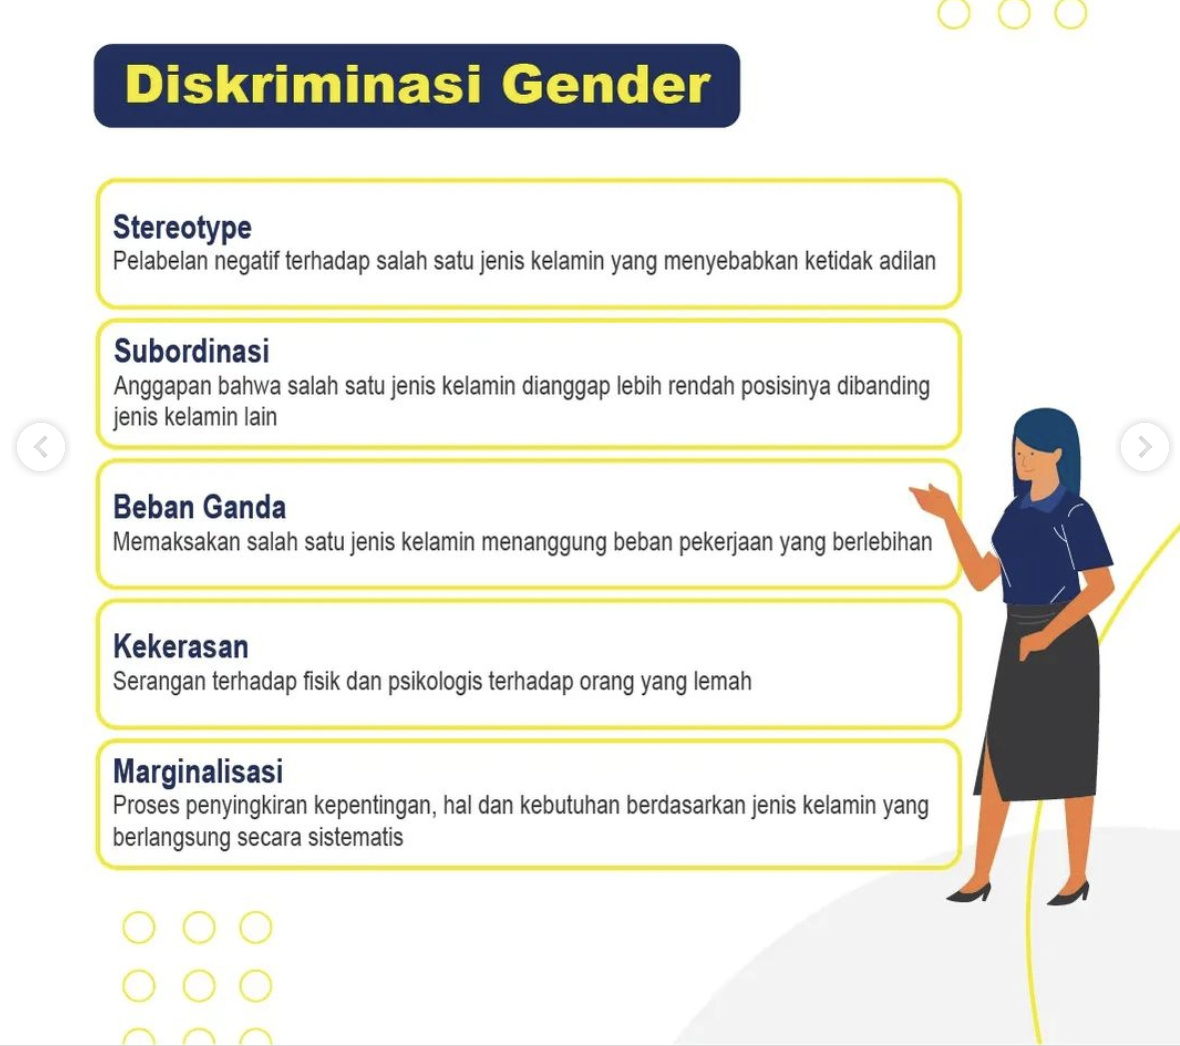 Diskriminasi Gender
Stereotype
Pelabelan negatif terhadap salah satu jenis kelamin yang menyebabkan ketidak adilan
Subordinasi
Anggapan bahwa salah satu jenis kelamin dianggap lebih rendah posisinya dibanding
jenis kelamin lain
Beban Ganda
Memaksakan salah satu jenis kelamin menanggung beban pekerjaan yang berlebihan
Kekerasan
Serangan terhadap fisik dan psikologis terhadap orang yang lemah
Marginalisasi
Proses penyingkiran kepentingan, hal dan kebutuhan berdasarkan jenis kelamin yang
berlangsung secara sistematis